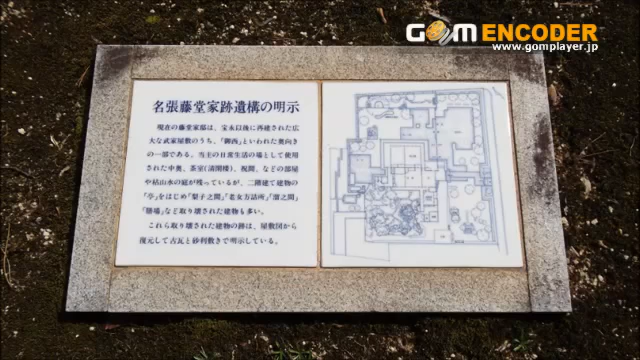 GOM ENCODER
www.gomplayer.jp
名張藤堂家跡遺構の明示
現在の藤堂家邸は、宝永以後に再建された広
大な武家屋敷のうち、「御西」といわれた奥向き
の一部である。当主の日常生活の場として使用
された中奥、茶室(清閑楼)、祝間、などの部屋
や枯山水の庭が残っているが、二階建て建物の
「亭」をはじめ「梨子之間」「老女方詰所」「溜之間」
「勝場」など取り壊された建物も多い。
これら取り壊された建物の跡は、屋敷図から
復元して古瓦と砂利敷きで明示している。